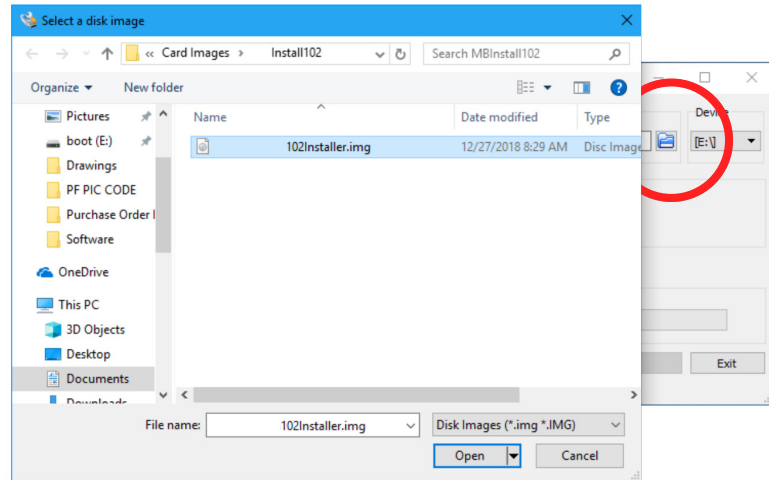 Select a disk image
« Card Images > Install102
Search MBInstall102
Organize
New folder
Name
Date modified
Type
Device
Pictures
boot (E:)
Drawings
PF PIC CODE
Purchase Order
Software
OneDrive
This PC
3D Objects
Desktop
Documents
Downloads
102Installer.img
12/27/2018 8:29 AM
Disc Image
[E:\]
Exit
File name:
102Installer.img
Disk Images (*.img *.IMG)
Open
Cancel